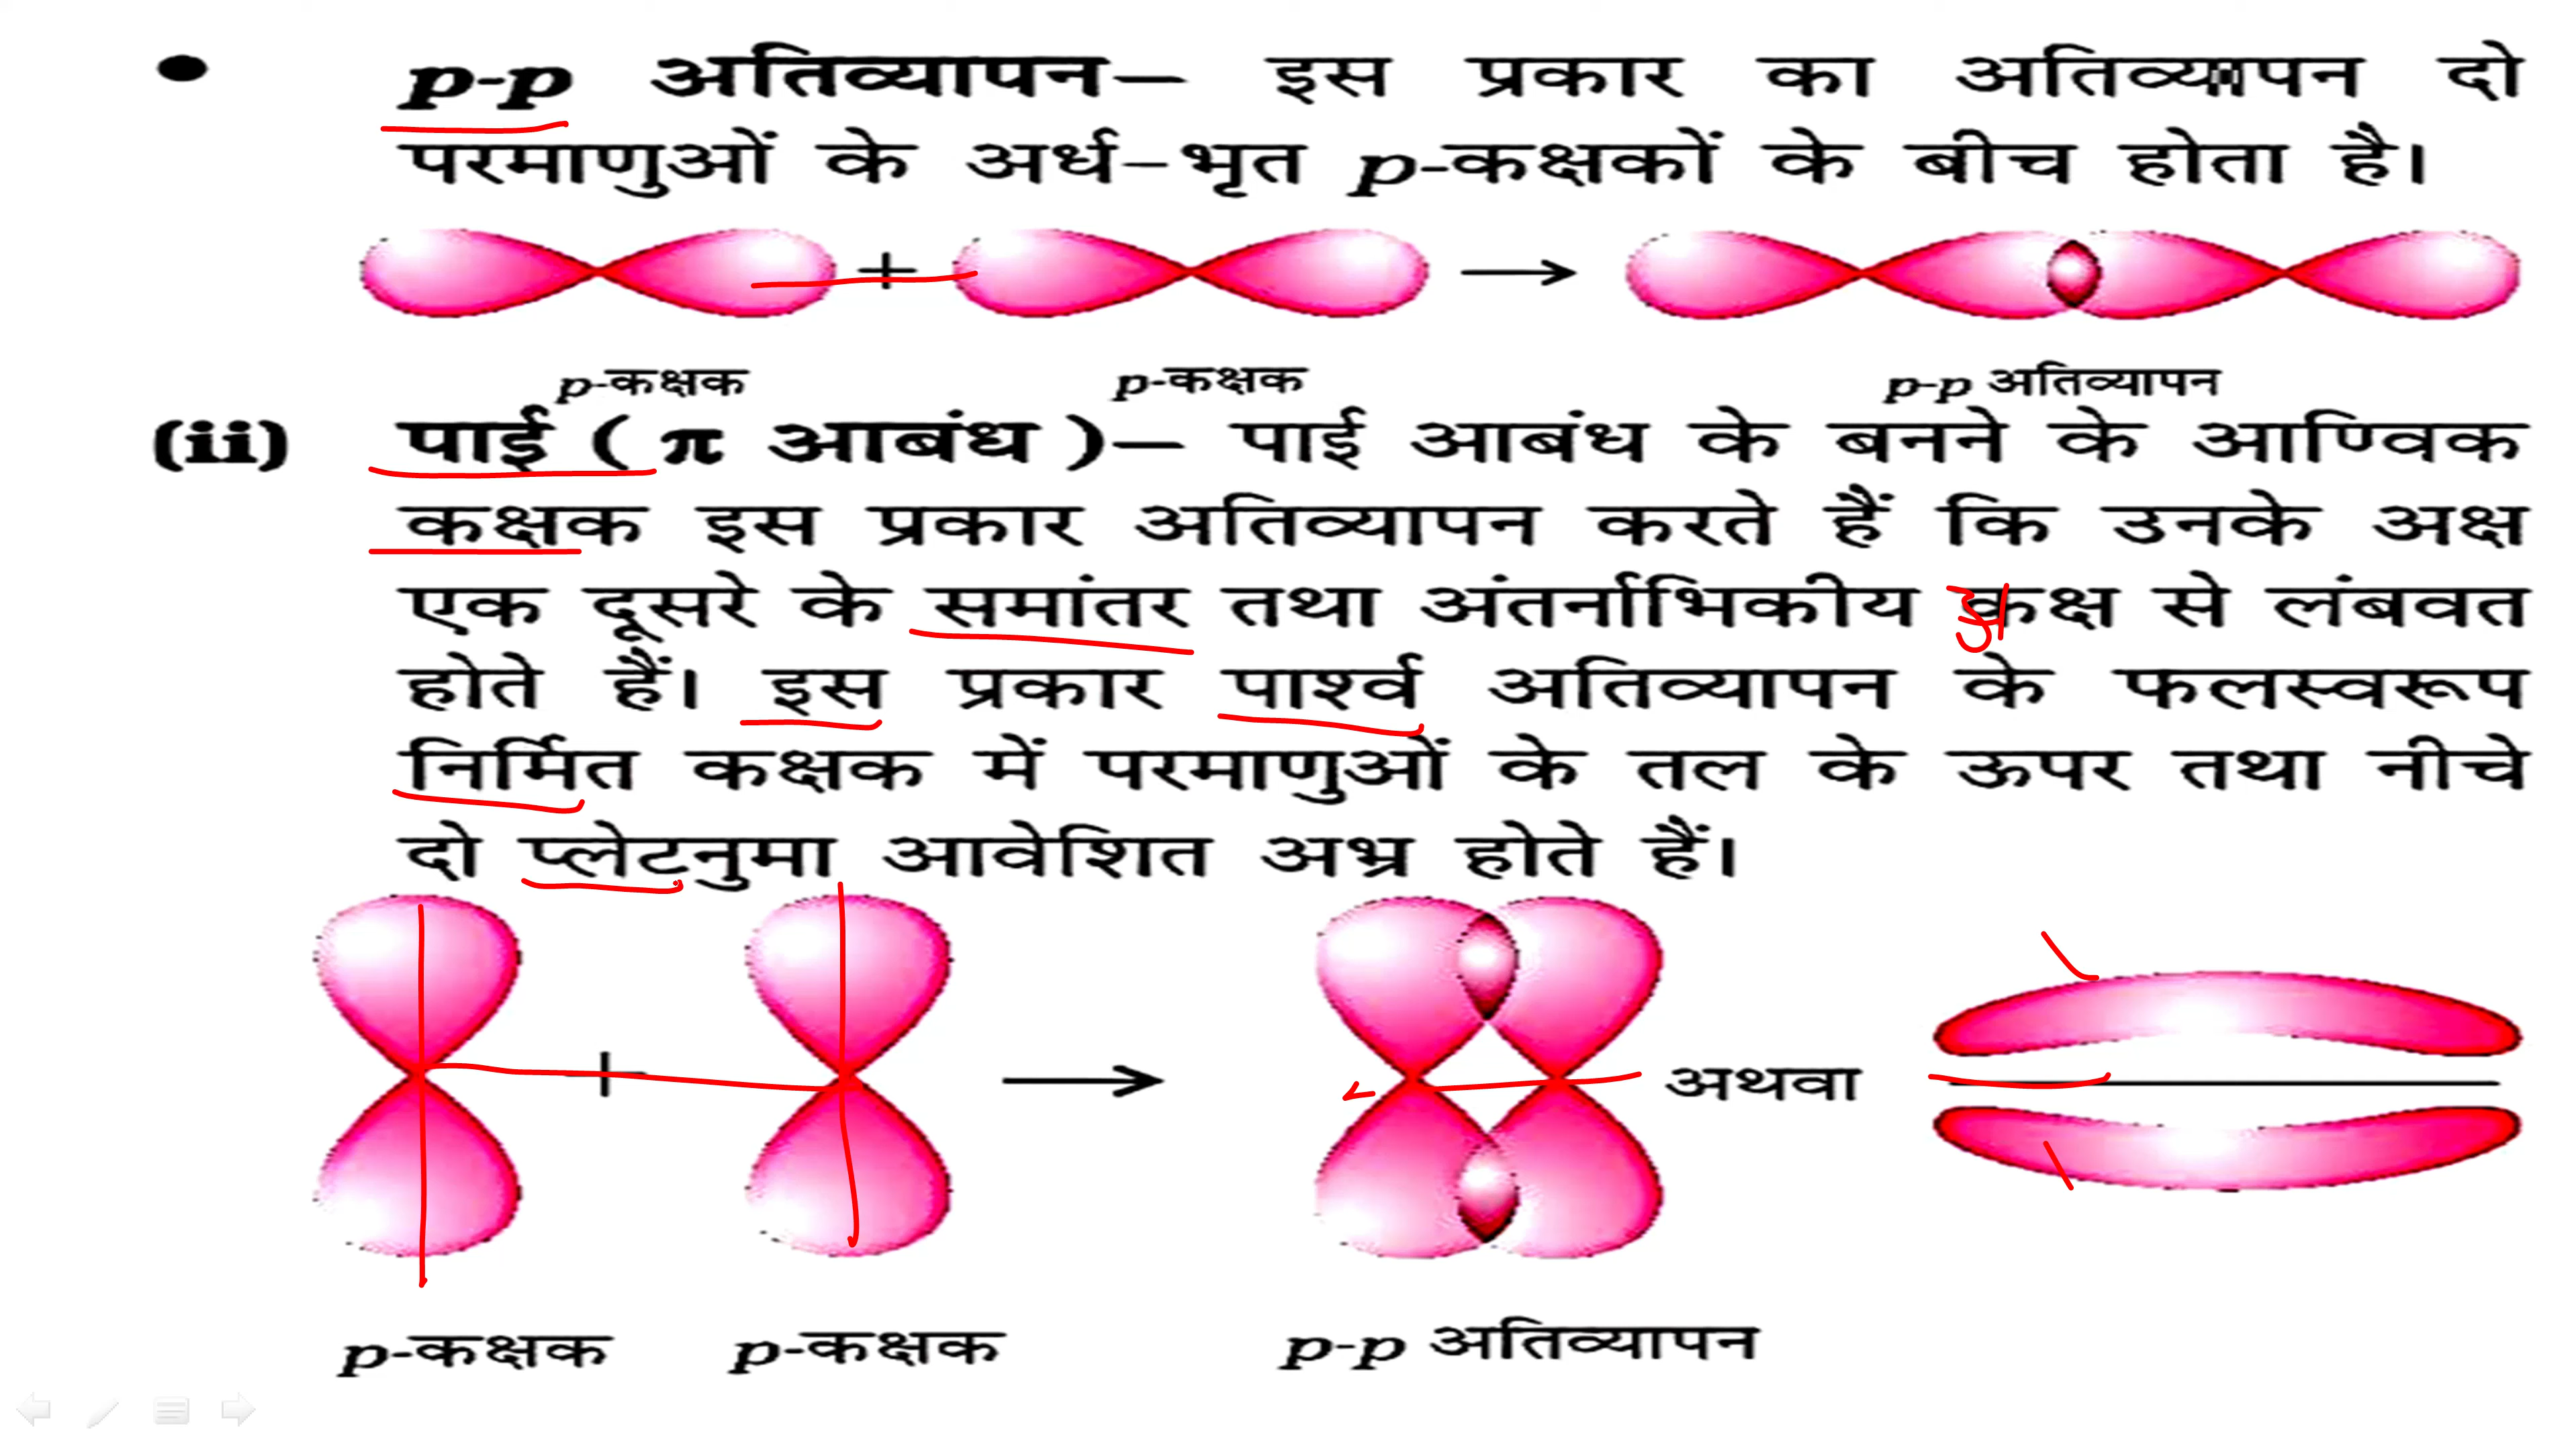 • p-p अतिव्यापन– इस प्रकार का अतिव्यापन दो
परमाणुओं के अर्ध-भृत p-कक्षकों के बीच होता है।
+ →
p-कक्षक p-कक्षक p-p अतिव्यापन
(ii) पाई ( π आबंध )– पाई आबंध के बनने के आण्विक
कक्षक इस प्रकार अतिव्यापन करते हैं कि उनके अक्ष
एक दूसरे के समांतर तथा अंतर्नाभिकीय कक्ष से लंबवत
होते हैं। इस प्रकार पार्श्व अतिव्यापन के फलस्वरूप
निर्मित कक्षक में परमाणुओं के तल के ऊपर तथा नीचे
दो प्लेटनुमा आवेशित अभ्र होते हैं।
+ → अथवा
p-कक्षक p-कक्षक p-p अतिव्यापन